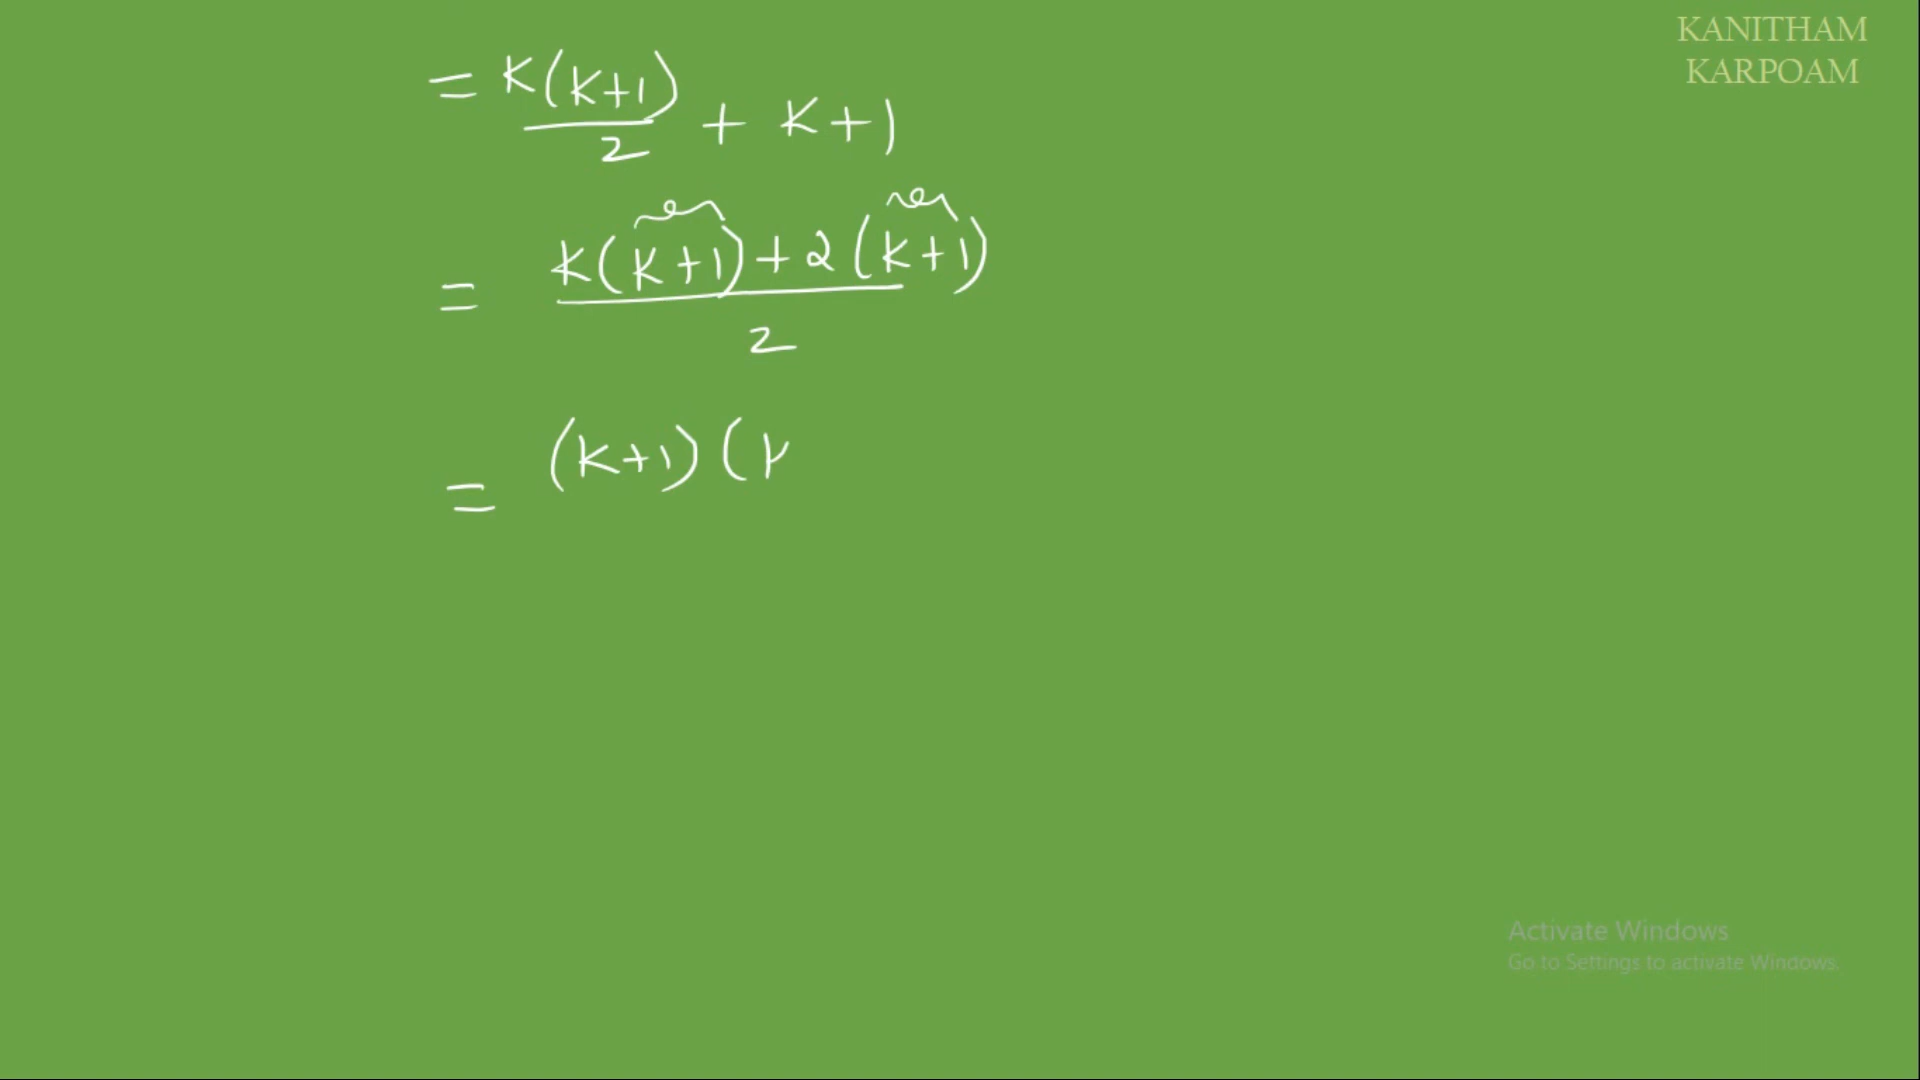 KANITHAM
KARPOAM
= K(K+1)/2 + K+1
= K(K+1)+2(K+1)/2
= (K+1)(K
Activate Windows
Go to Settings to activate Windows.